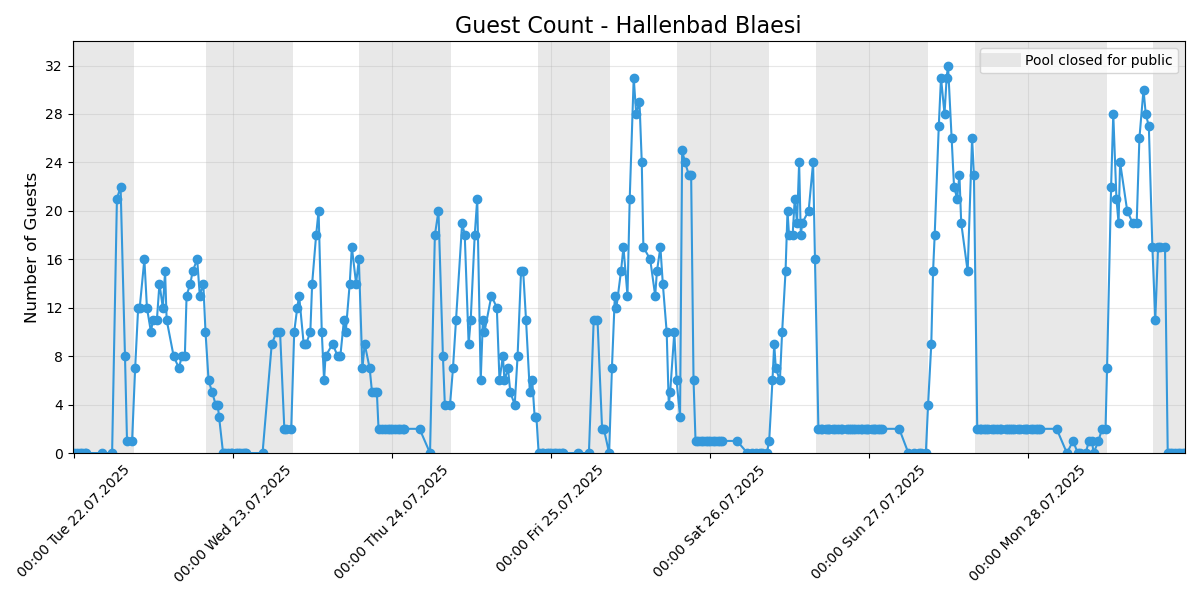 Guest Count - Hallenbad Blaesi
Pool closed for public
Number of Guests
32
28
24
20
16
12
8
4
0
00:00 Tue 22.07.2025
00:00 Wed 23.07.2025
00:00 Thu 24.07.2025
00:00 Fri 25.07.2025
00:00 Sat 26.07.2025
00:00 Sun 27.07.2025
00:00 Mon 28.07.2025